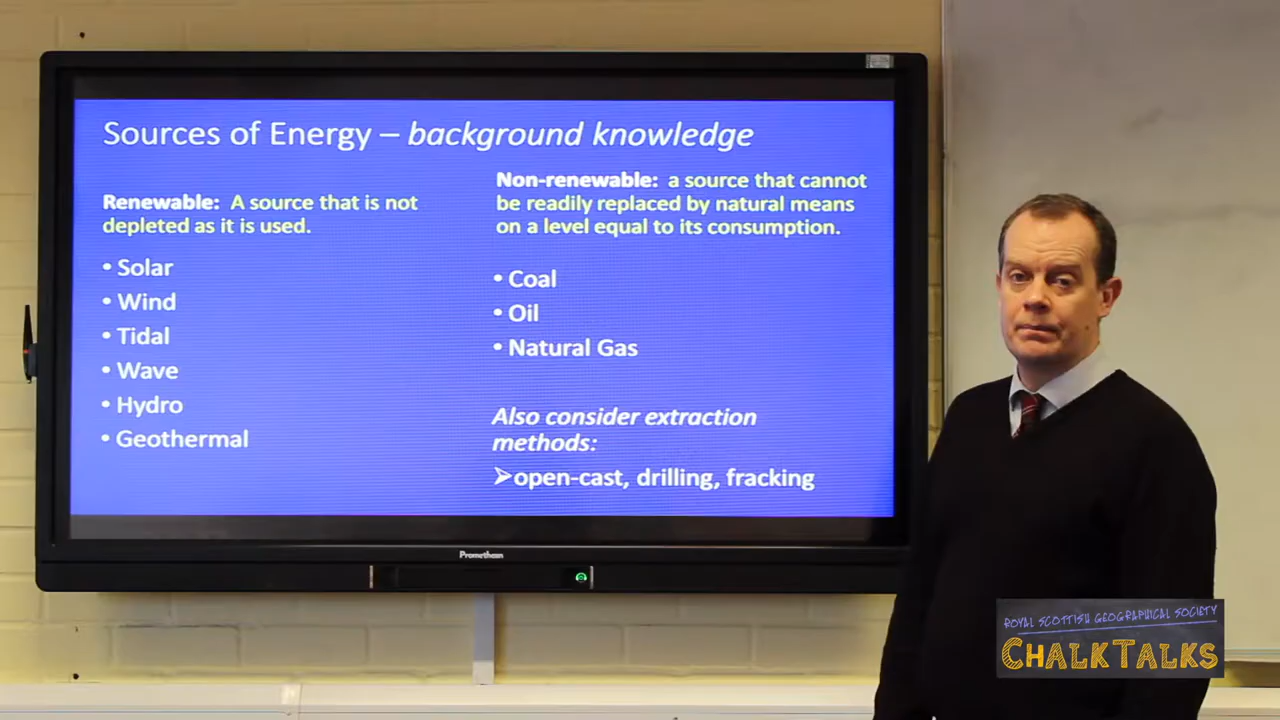 Sources of Energy – background knowledge
Renewable: A source that is not
depleted as it is used.
• Solar
• Wind
• Tidal
• Wave
• Hydro
• Geothermal
Non-renewable: a source that cannot
be readily replaced by natural means
on a level equal to its consumption.
• Coal
• Oil
• Natural Gas
Also consider extraction
methods:
➢open-cast, drilling, fracking
Promethean
ROYAL SCOTTISH GEOGRAPHICAL SOCIETY
CHALKTALKS